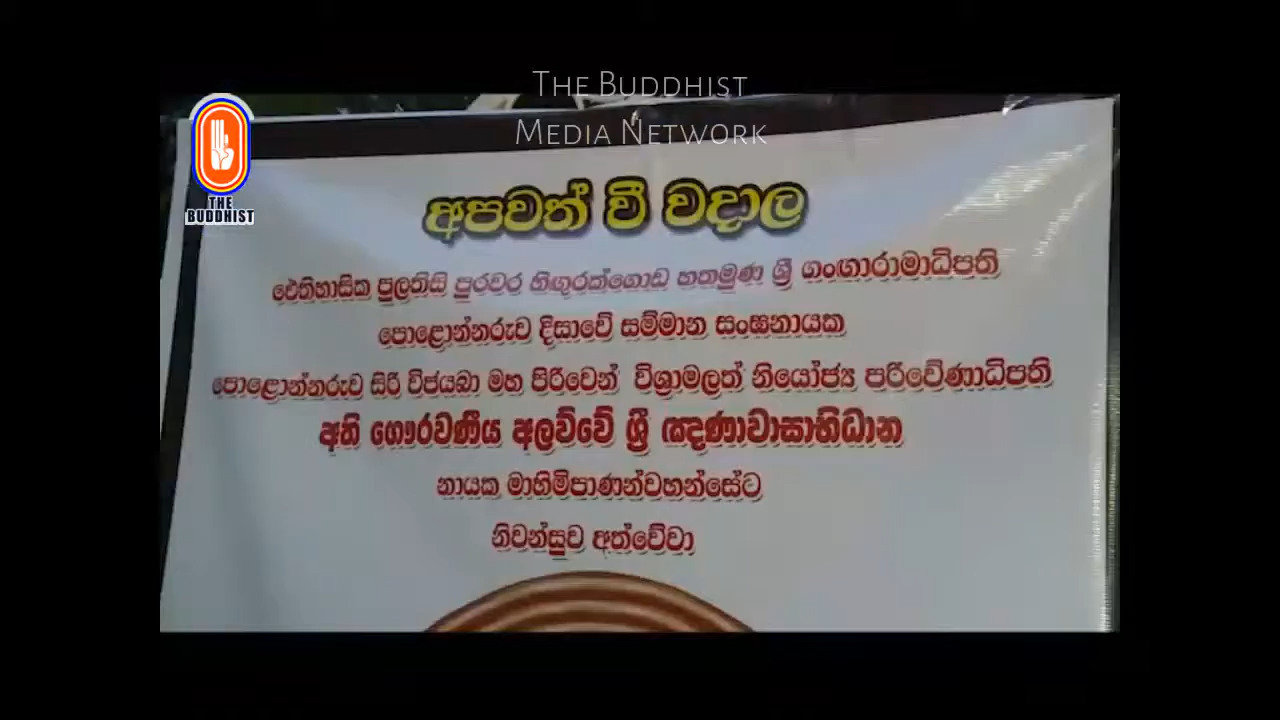 THE BUDDHIST
MEDIA NETWORK
THE
BUDDHIST
අපවත් වී වදාල
ඓතිහාසික පුලතිසි පුරවර හිඟුරක්ගොඩ හතමුණ ශ්‍රී ගංඟාරාමාධිපති
පොළොන්නරුව දිසාවේ සම්මාන සංඝනායක
පොළොන්නරුව සිරි විජයබා මහ පිරිවෙන් විශ්‍රාමලත් නියෝජ්‍ය පරිවේණාධිපති
අති ගෞරවණීය අලව්වේ ශ්‍රී ඤණාවාසාභිධාන
නායක මාහිමිපාණන්වහන්සේට
නිවන්සුව අත්වේවා